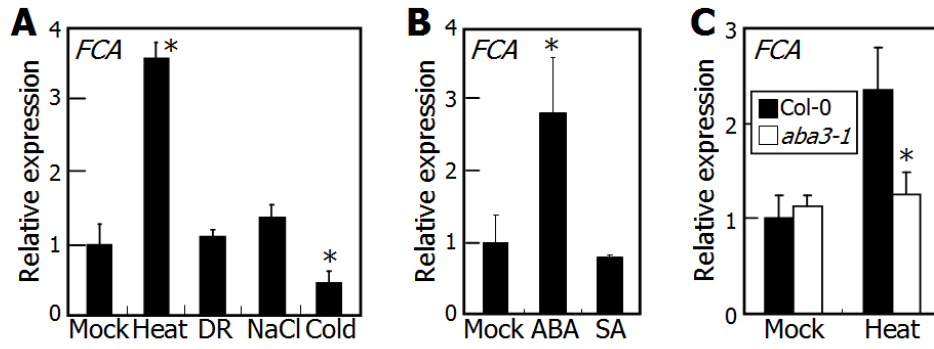 A
FCA
Relative expression
4
3
2
1
0
*
*
Mock Heat DR NaCl Cold
B
FCA
Relative expression
4
3
2
1
0
*
Mock ABA SA
C
FCA
Relative expression
3
2
1
0
Col-0
aba3-1
*
Mock Heat